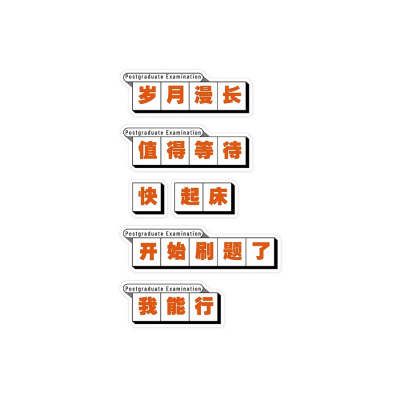 Postgraduate Examination
岁月漫长
Postgraduate Examination
值得等待
快 起床
Postgraduate Examination
开始刷题了
Postgraduate Examination
我能行